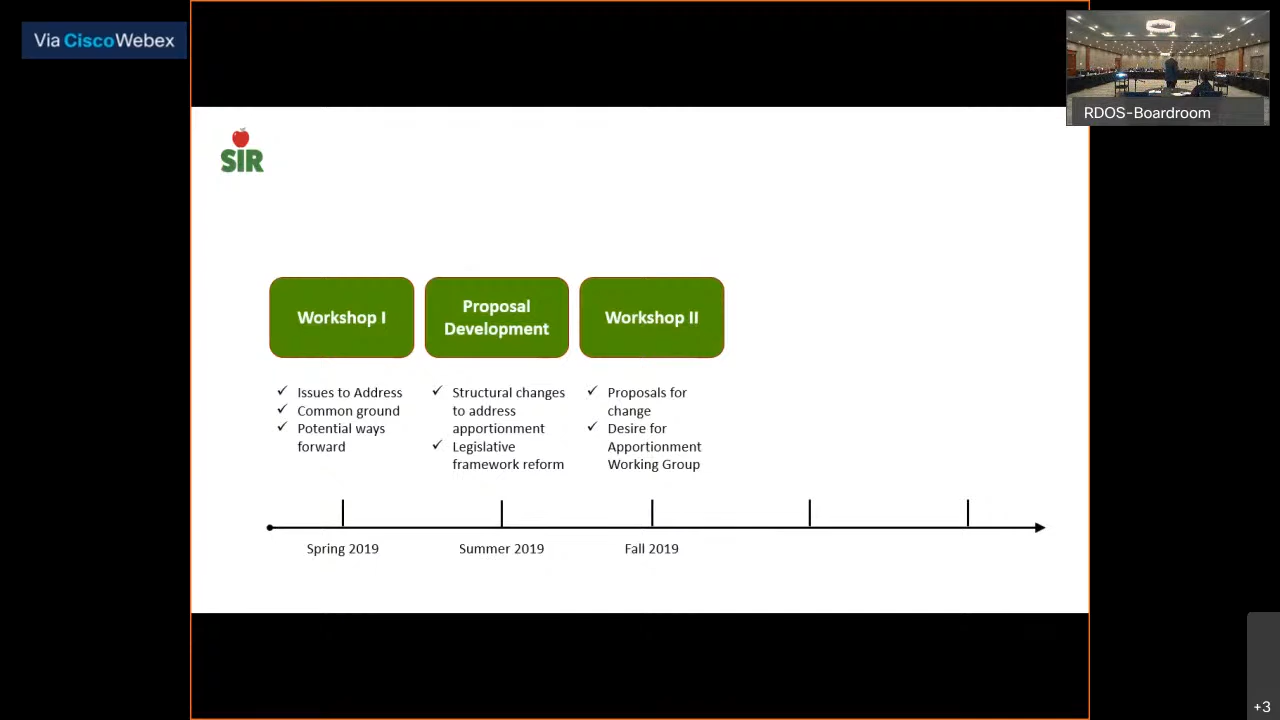 Via CiscoWebex
RDOS-Boardroom
SIR
Workshop I
Proposal
Development
Workshop II
✓ Issues to Address
✓ Common ground
✓ Potential ways
forward
✓ Structural changes
to address
apportionment
✓ Legislative
framework reform
✓ Proposals for
change
✓ Desire for
Apportionment
Working Group
Spring 2019
Summer 2019
Fall 2019
+3